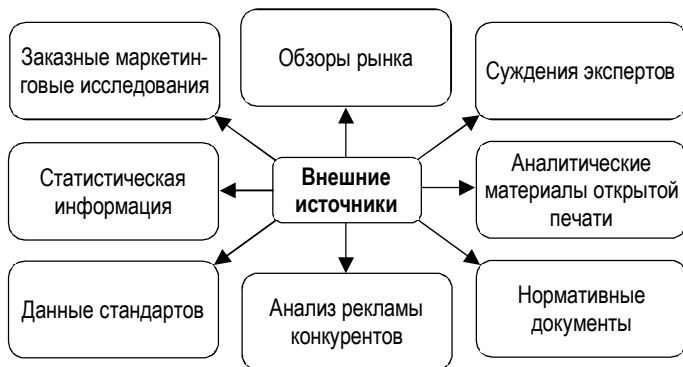 Заказные маркетин-
говые исследования
Обзоры рынка
Суждения экспертов
Статистическая
информация
Внешние
источники
Аналитические
материалы открытой
печати
Данные стандартов
Анализ рекламы
конкурентов
Нормативные
документы